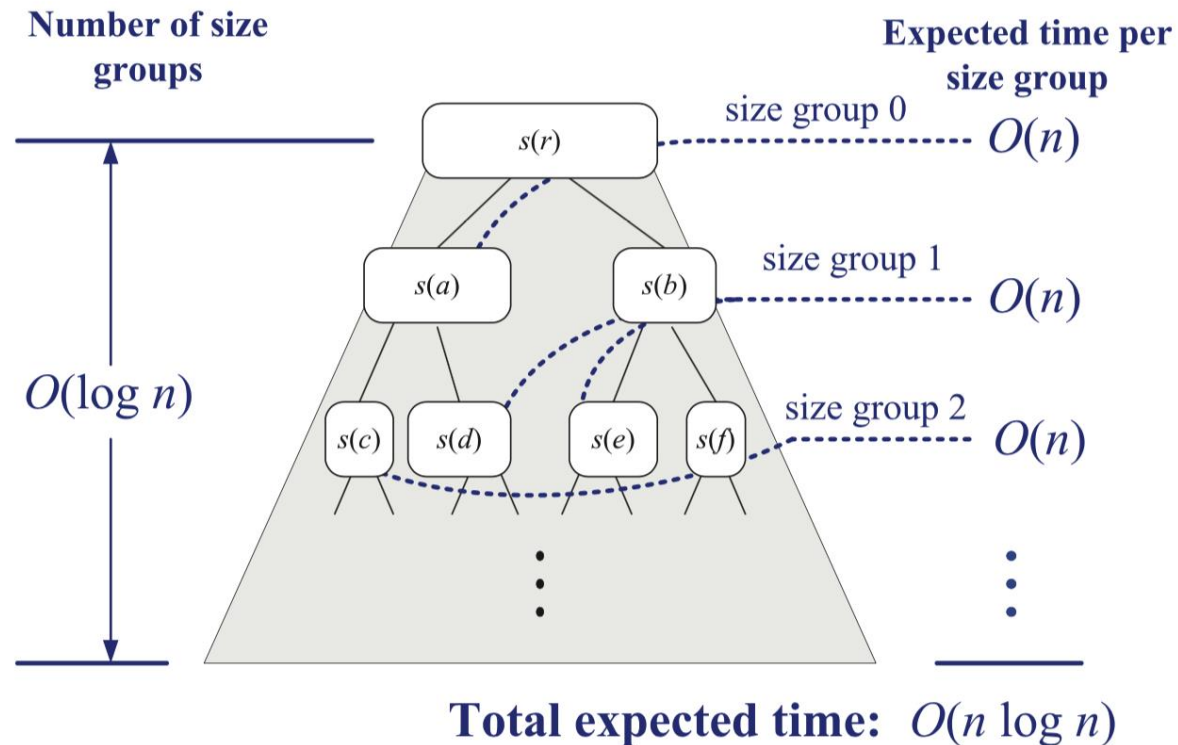 Number of size
groups
Expected time per
size group
size group 0
O(n)
s(r)
size group 1
O(n)
s(a)
s(b)
O(log n)
size group 2
O(n)
s(c)
s(d)
s(e)
s(f)
Total expected time: O(n log n)